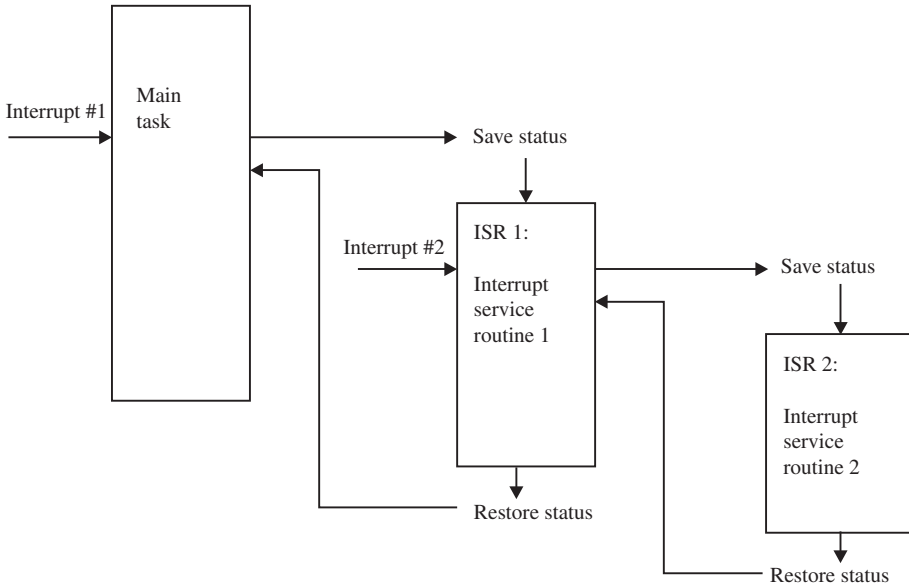 Interrupt #1
Main
task
Save status
Interrupt #2
ISR 1:
Interrupt
service
routine 1
Save status
ISR 2:
Interrupt
service
routine 2
Restore status
Restore status